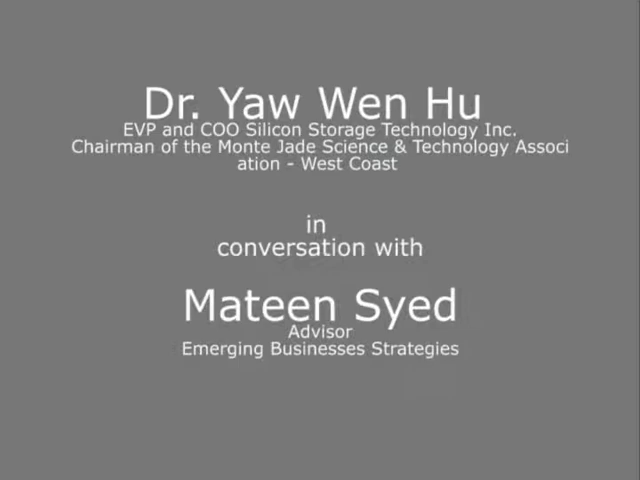 Dr. Yaw Wen Hu
EVP and COO Silicon Storage Technology Inc.
Chairman of the Monte Jade Science & Technology Associ
ation - West Coast
in
conversation with
Mateen Syed
Advisor
Emerging Businesses Strategies